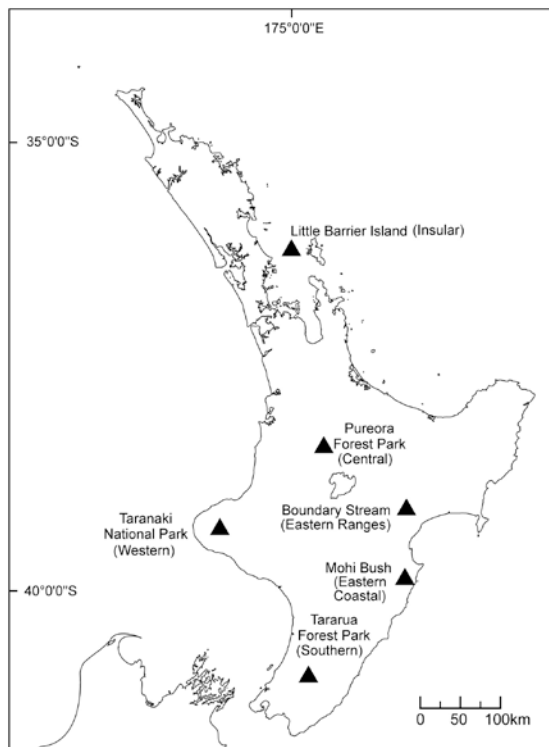 175°0'0"E
35°0'0"S
Little Barrier Island (Insular)
Pureora
Forest Park
(Central)
Boundary Stream
(Eastern Ranges)
Taranaki
National Park
(Western)
Mohi Bush
(Eastern
Coastal)
40°0'0"S
Tararua
Forest Park
(Southern)
0 50 100km